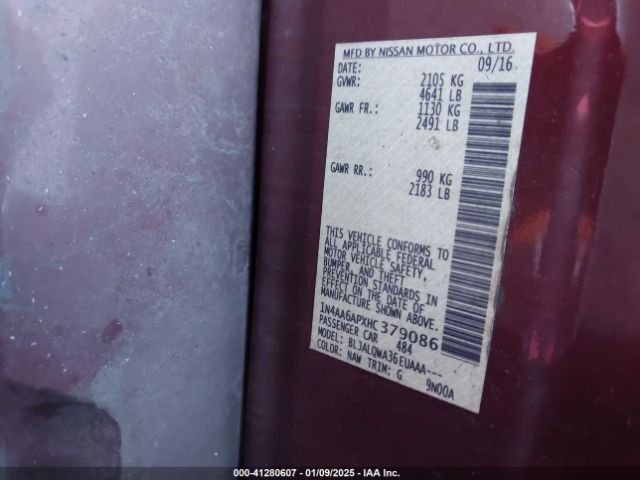 MFD BY NISSAN MOTOR CO., LTD.
DATE: 09/16
GVWR: 2105 KG
4641 LB
GAWR FR.: 1130 KG
2491 LB
GAWR RR.: 990 KG
2183 LB
THIS VEHICLE CONFORMS TO
ALL APPLICABLE FEDERAL
MOTOR VEHICLE SAFETY,
BUMPER, AND THEFT
PREVENTION STANDARDS IN
EFFECT ON THE DATE OF
MANUFACTURE SHOWN ABOVE.
1N4AA6APXHC379086
PASSENGER CAR 484
MODEL: BLJALQWA36EUAAA---
COLOR: NAW TRIM: G 9N00A
000-41280607 - 01/09/2025 - IAA Inc.